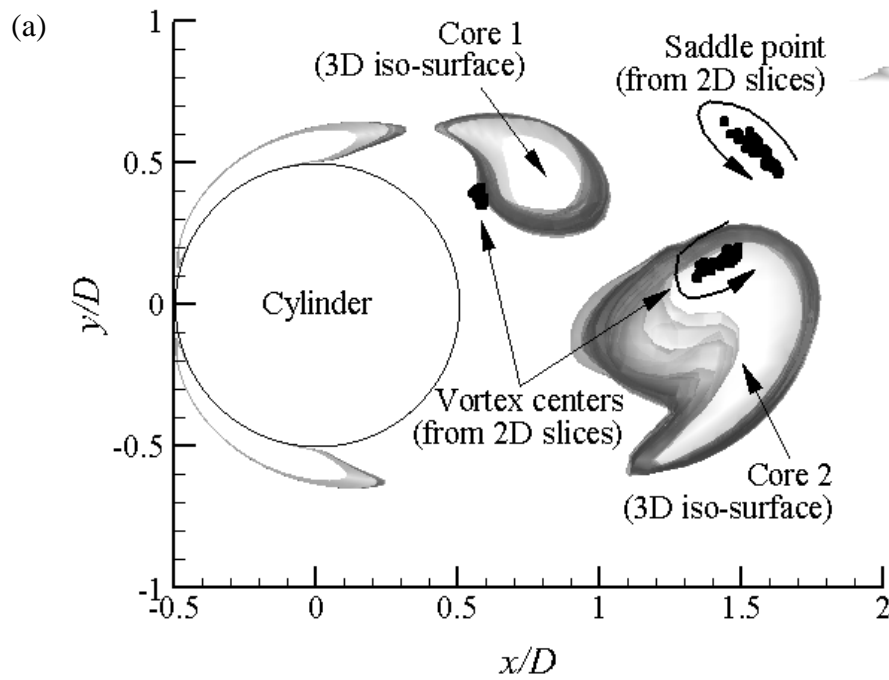 (a)
1
0.5
0
-0.5
-1
y/D
Core 1
(3D iso-surface)
Saddle point
(from 2D slices)
Cylinder
Vortex centers
(from 2D slices)
Core 2
(3D iso-surface)
-0.5
0
0.5
1
1.5
2
x/D